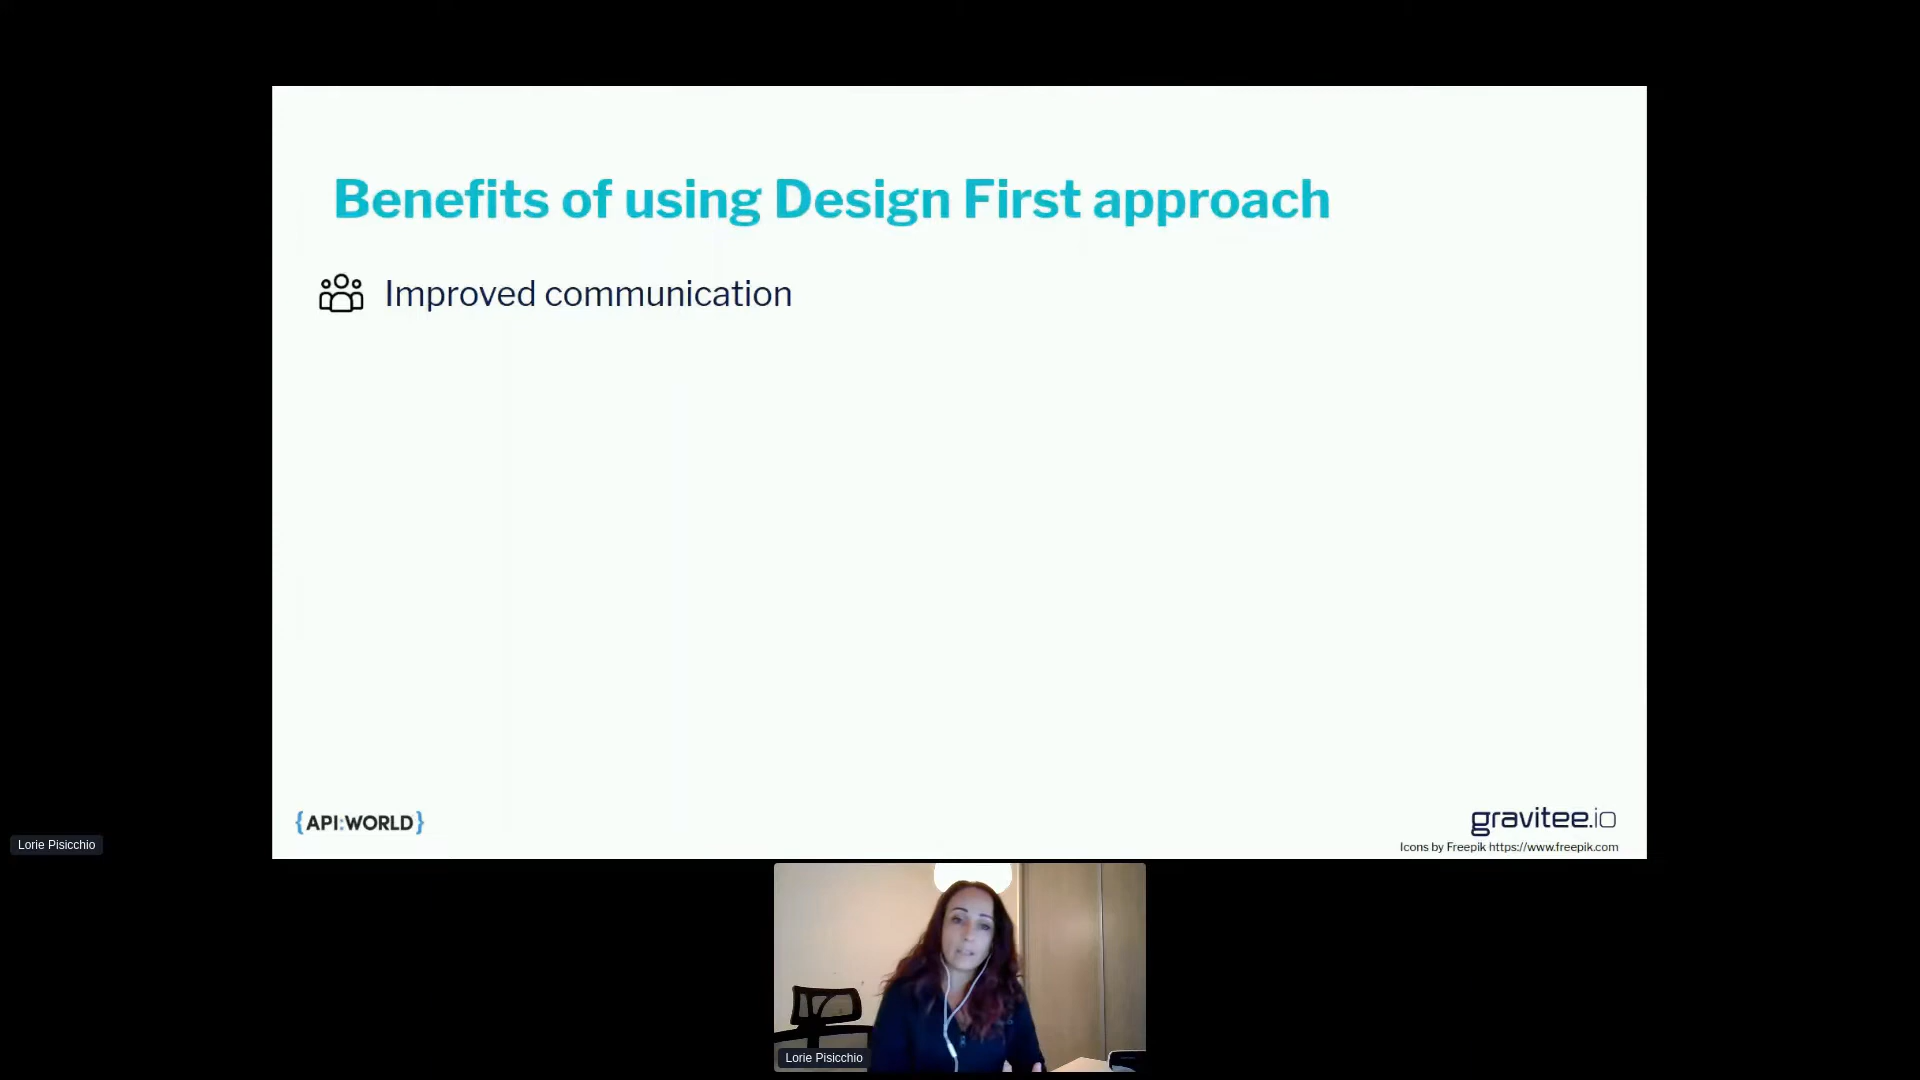 Benefits of using Design First approach
Improved communication
{API:WORLD}
gravitee.io
Icons by Freepik https://www.freepik.com
Lorie Pisicchio
Lorie Pisicchio